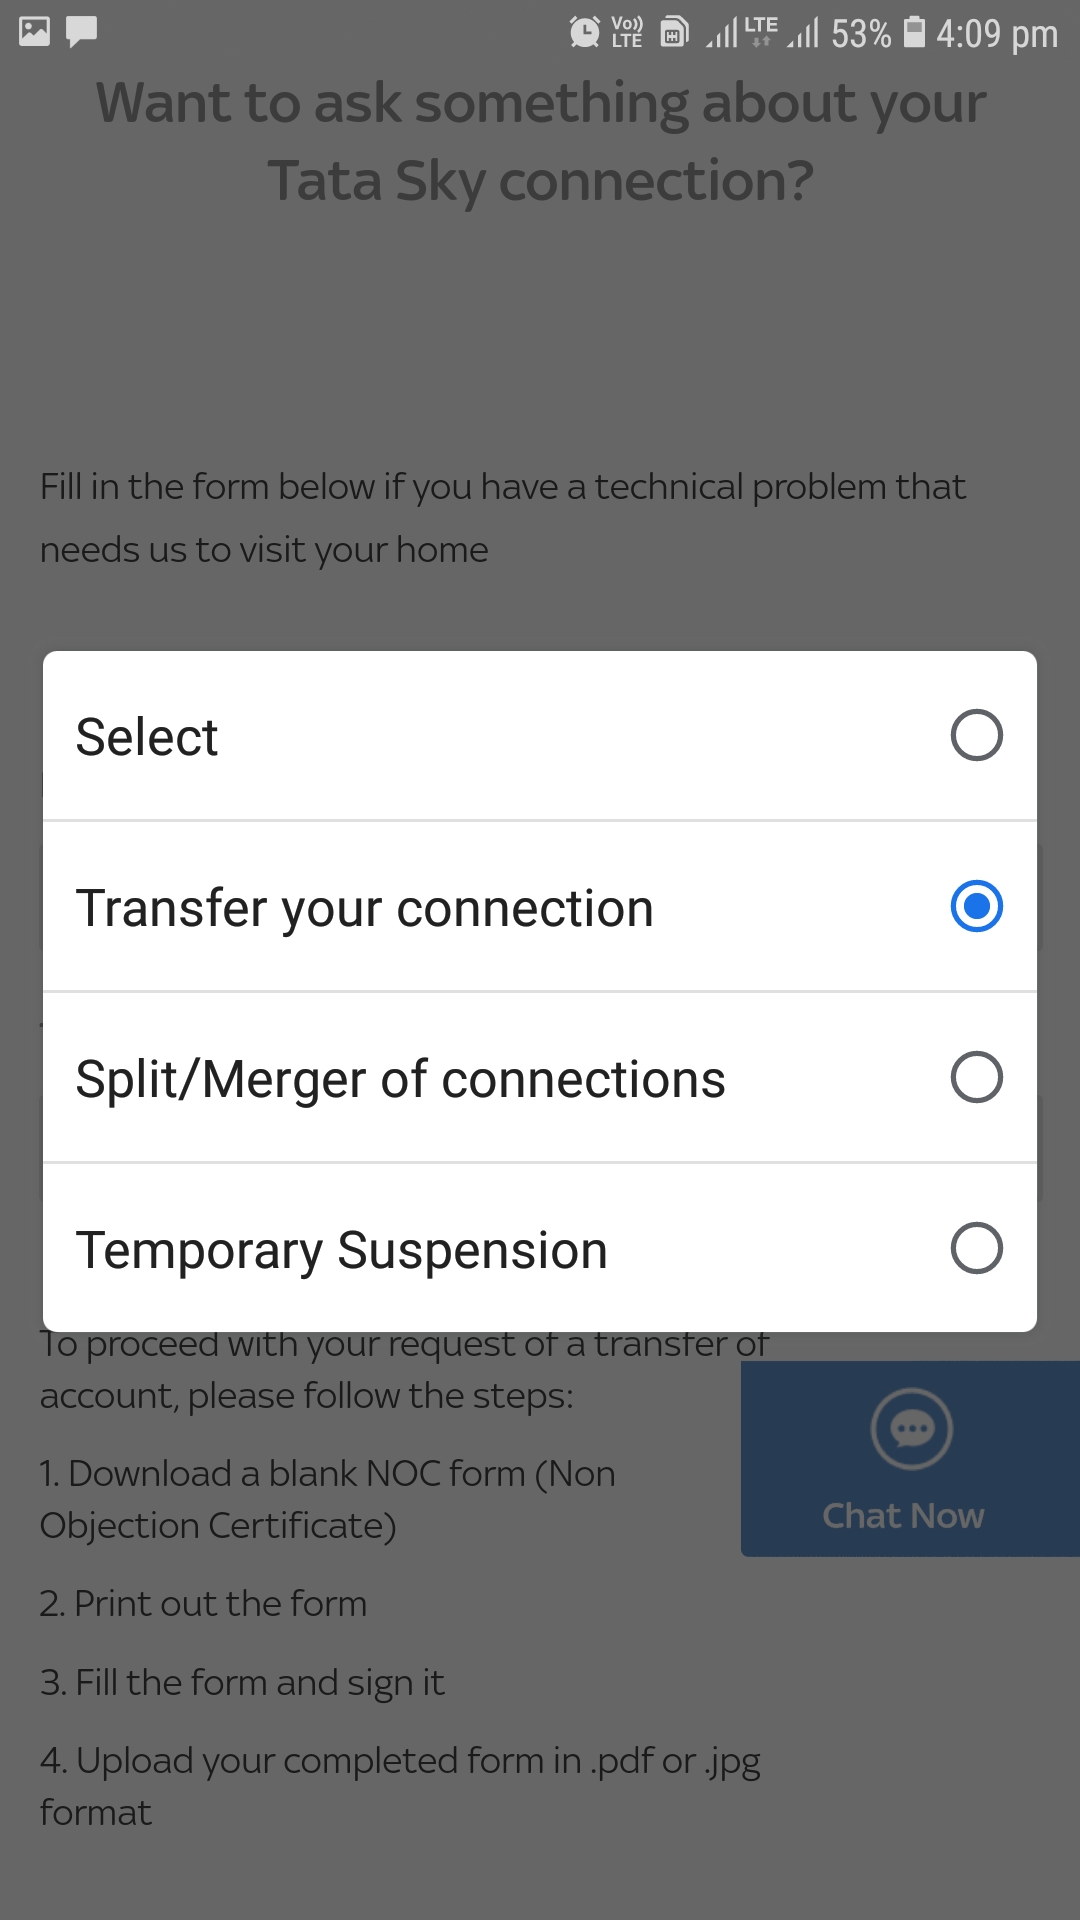 Vo)) LTE LTE 53% 4:09 pm
Want to ask something about your
Tata Sky connection?
Fill in the form below if you have a technical problem that
needs us to visit your home
Select
Transfer your connection
Split/Merger of connections
Temporary Suspension
To proceed with your request of a transfer of
account, please follow the steps:
Chat Now
1. Download a blank NOC form (Non
Objection Certificate)
2. Print out the form
3. Fill the form and sign it
4. Upload your completed form in .pdf or .jpg
format